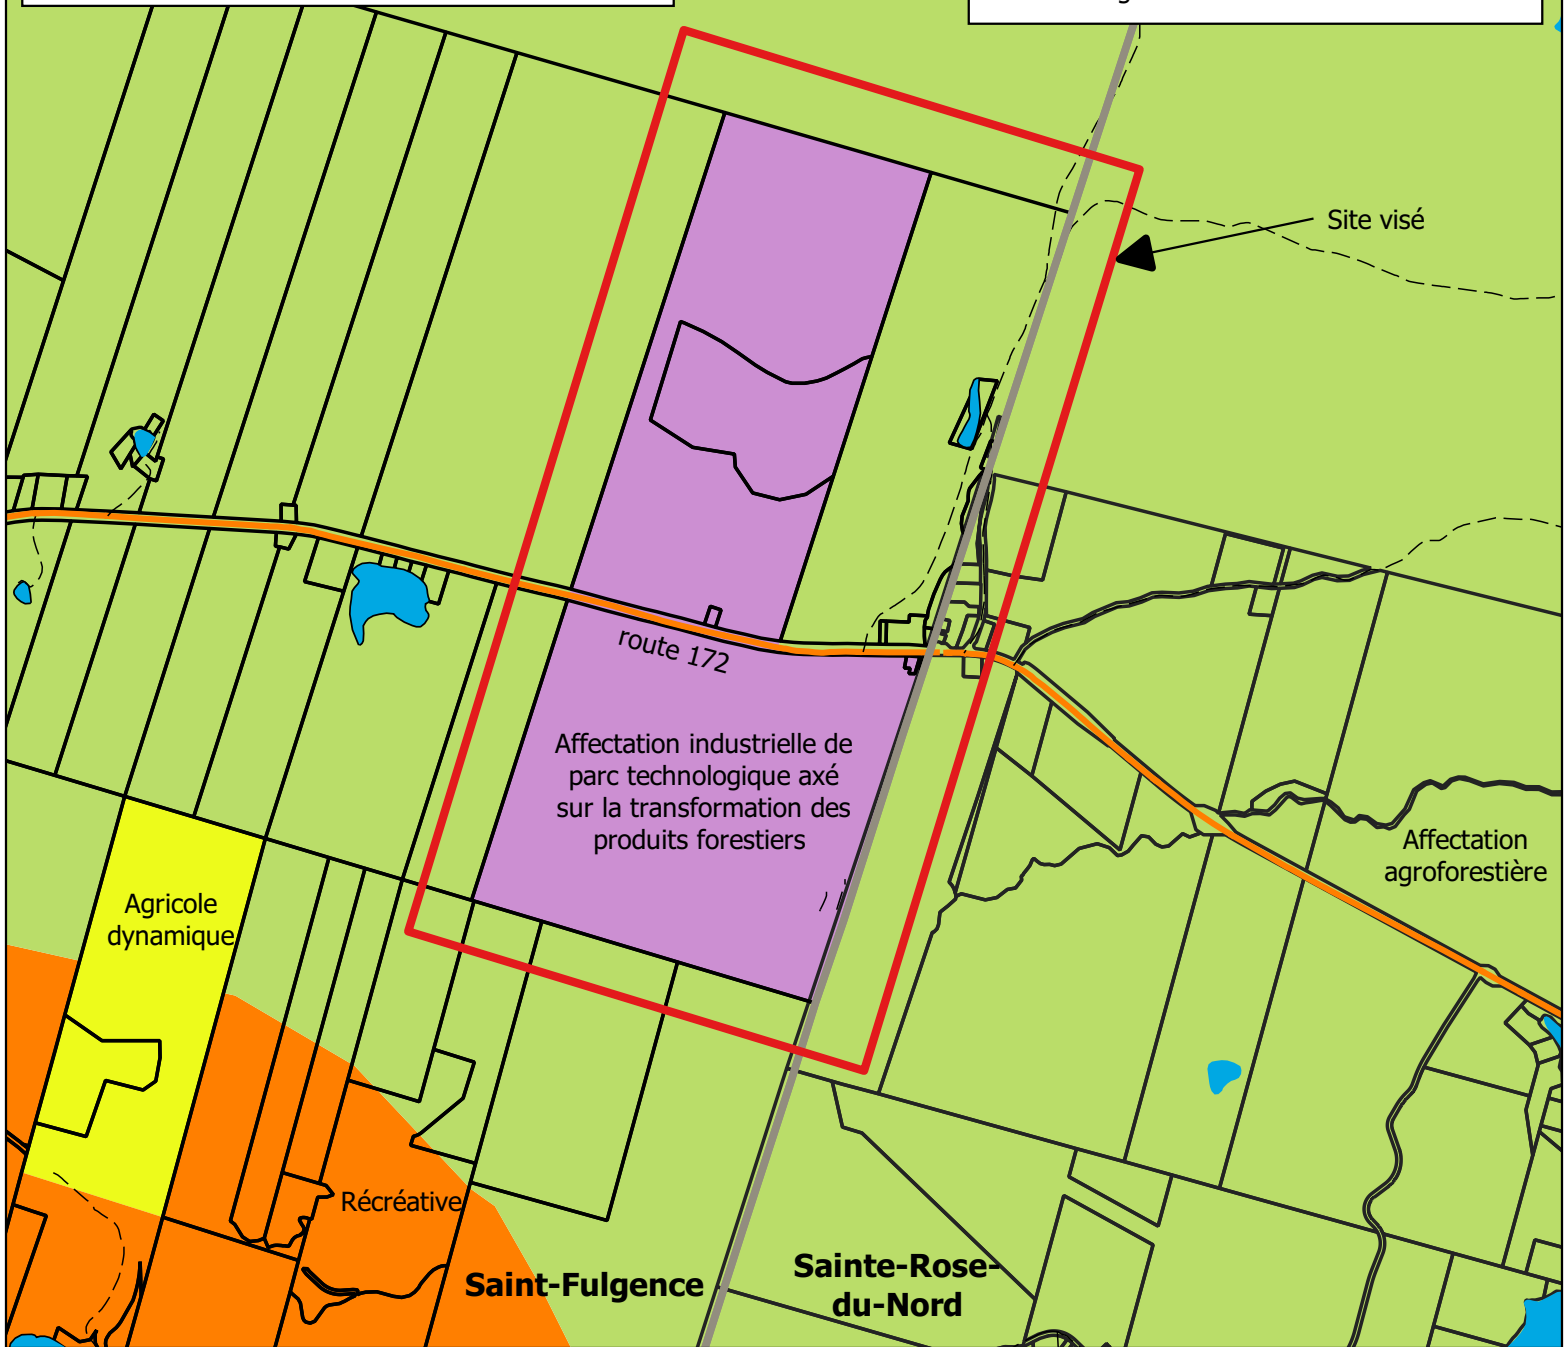 Site visé
route 172
Affectation industrielle de
parc technologique axé
sur la transformation des
produits forestiers
Affectation
agroforestière
Agricole
dynamique
Récréative
Saint-Fulgence
Sainte-Rose-
du-Nord